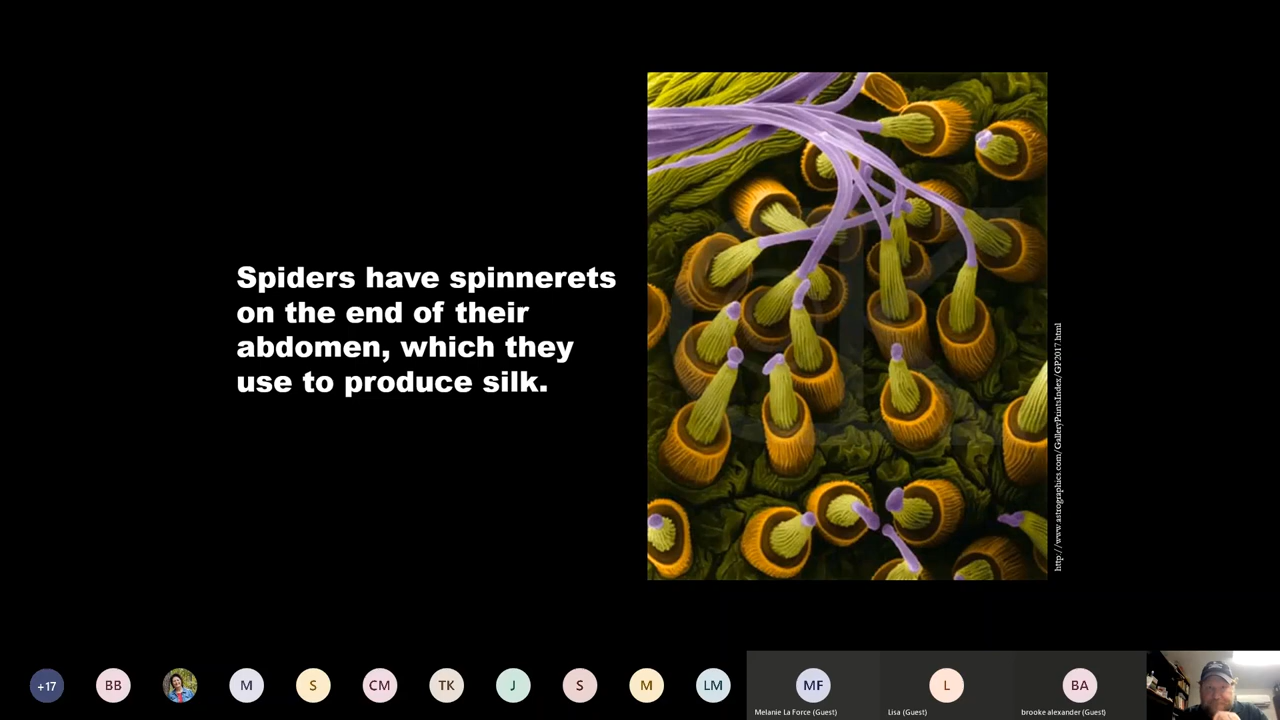 Spiders have spinnerets
on the end of their
abdomen, which they
use to produce silk.
http://www.astrographics.com/GalleryPrintsIndex/GP2017.html
+17
BB
M
S
CM
TK
J
S
M
LM
MF
L
BA
Melanie La Force (Guest)
Lisa (Guest)
brooke alexander (Guest)